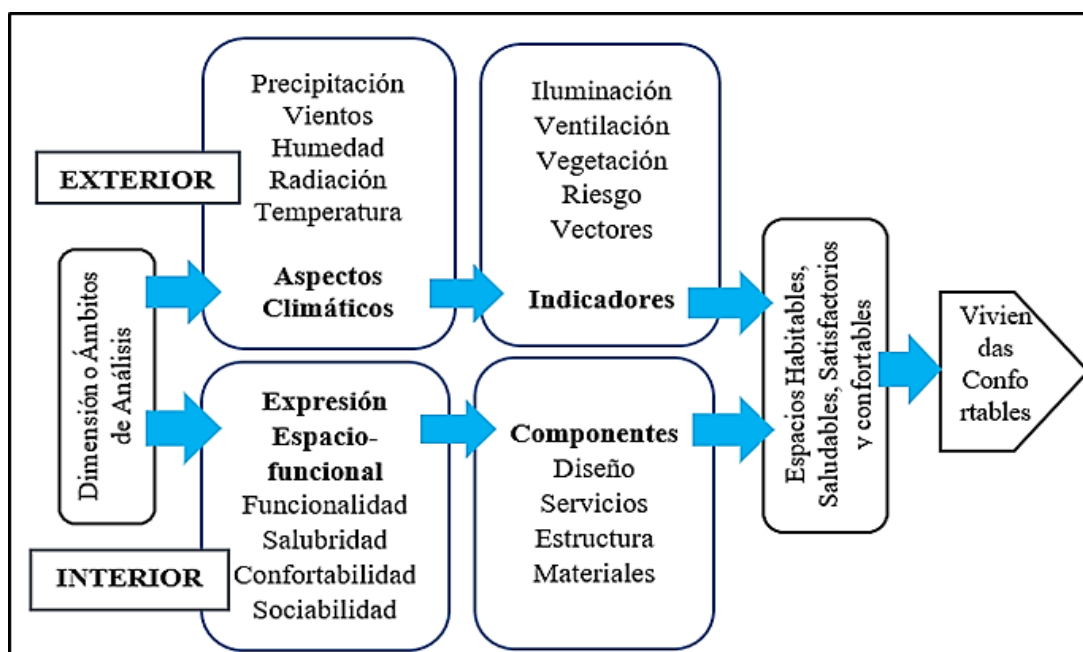 Dimensión o Ámbitos
de Análisis
EXTERIOR
Precipitación
Vientos
Humedad
Radiación
Temperatura
Aspectos
Climáticos
Iluminación
Ventilación
Vegetación
Riesgo
Vectores
Indicadores
INTERIOR
Expresión
Espacio-
funcional
Funcionalidad
Salubridad
Confortabilidad
Sociabilidad
Componentes
Diseño
Servicios
Estructura
Materiales
Espacios Habitables,
Saludables, Satisfactorios
y confortables
Vivien
das
Confo
rtables